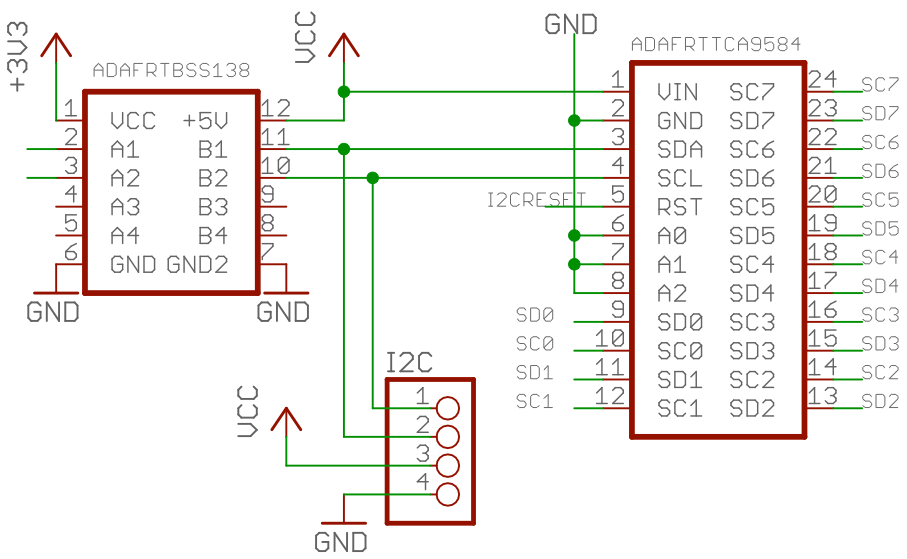 +3V3
VCC
GND
ADAFRTBSS138
ADAFRTTCA9584
1 VCC +5V 12
2 A1 B1 11
3 A2 B2 10
4 A3 B3 9
5 A4 B4 8
6 GND GND2 7
GND
GND
1 VIN SC7 24 SC7
2 GND SD7 23 SD7
3 SDA SC6 22 SC6
4 SCL SD6 21 SD6
I2CRESET 5 RST SC5 20 SC5
6 A0 SD5 19 SD5
7 A1 SC4 18 SC4
8 A2 SD4 17 SD4
SD0 9 SD0 SC3 16 SC3
SC0 10 SC0 SD3 15 SD3
SD1 11 SD1 SC2 14 SC2
SC1 12 SC1 SD2 13 SD2
I2C
VCC
1
2
3
4
GND